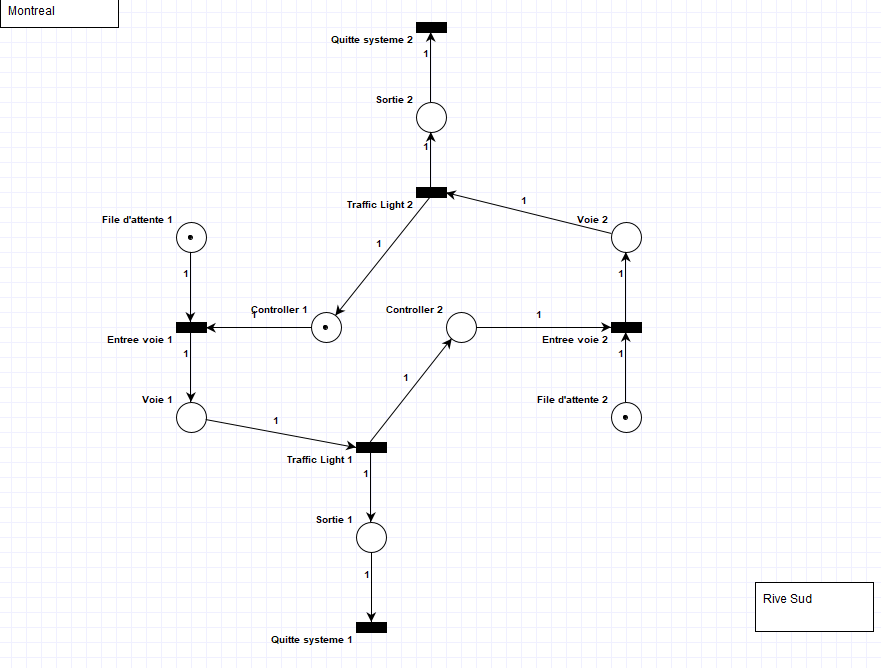 Montreal
Quitte systeme 2
1
Sortie 2
1
Traffic Light 2
1
Voie 2
File d'attente 1
1
1
1
Controller 1
1
Controller 2
1
Entree voie 1
Entree voie 2
1
1
Voie 1
File d'attente 2
1
1
Traffic Light 1
1
Sortie 1
1
Quitte systeme 1
Rive Sud